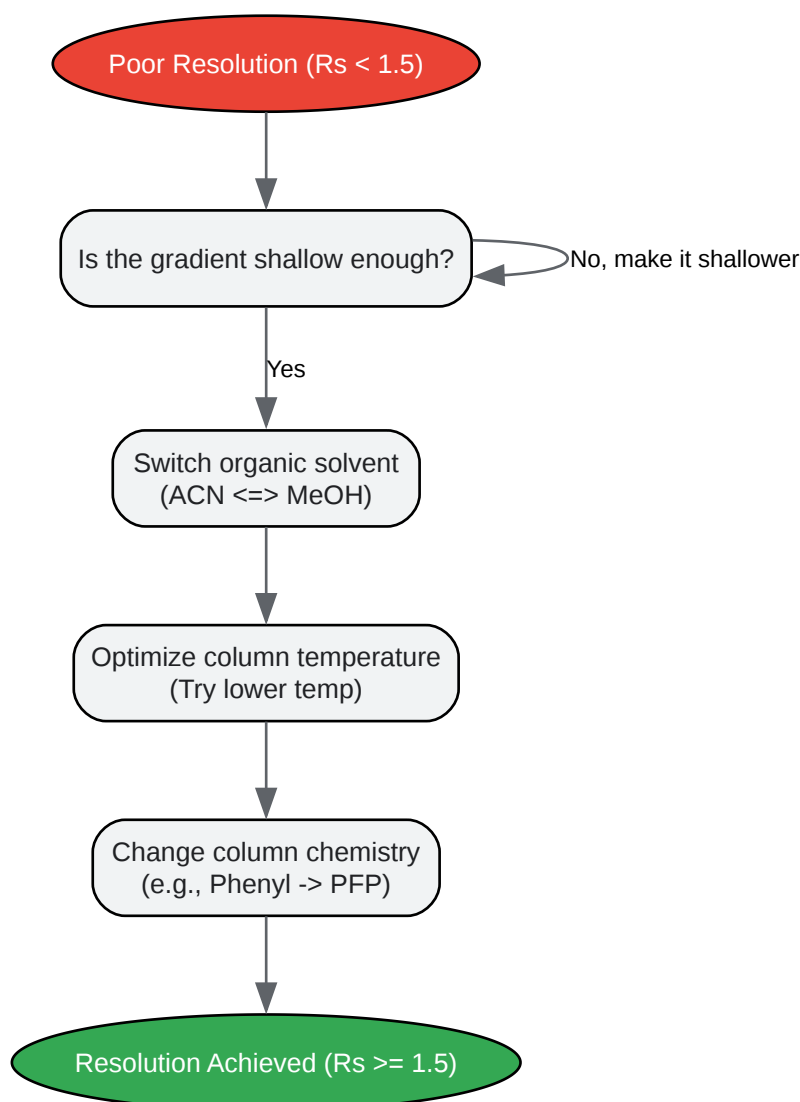 Poor Resolution (Rs < 1.5)
Is the gradient shallow enough?
No, make it shallower
Yes
Switch organic solvent
(ACN <=> MeOH)
Optimize column temperature
(Try lower temp)
Change column chemistry
(e.g., Phenyl -> PFP)
Resolution Achieved (Rs >= 1.5)